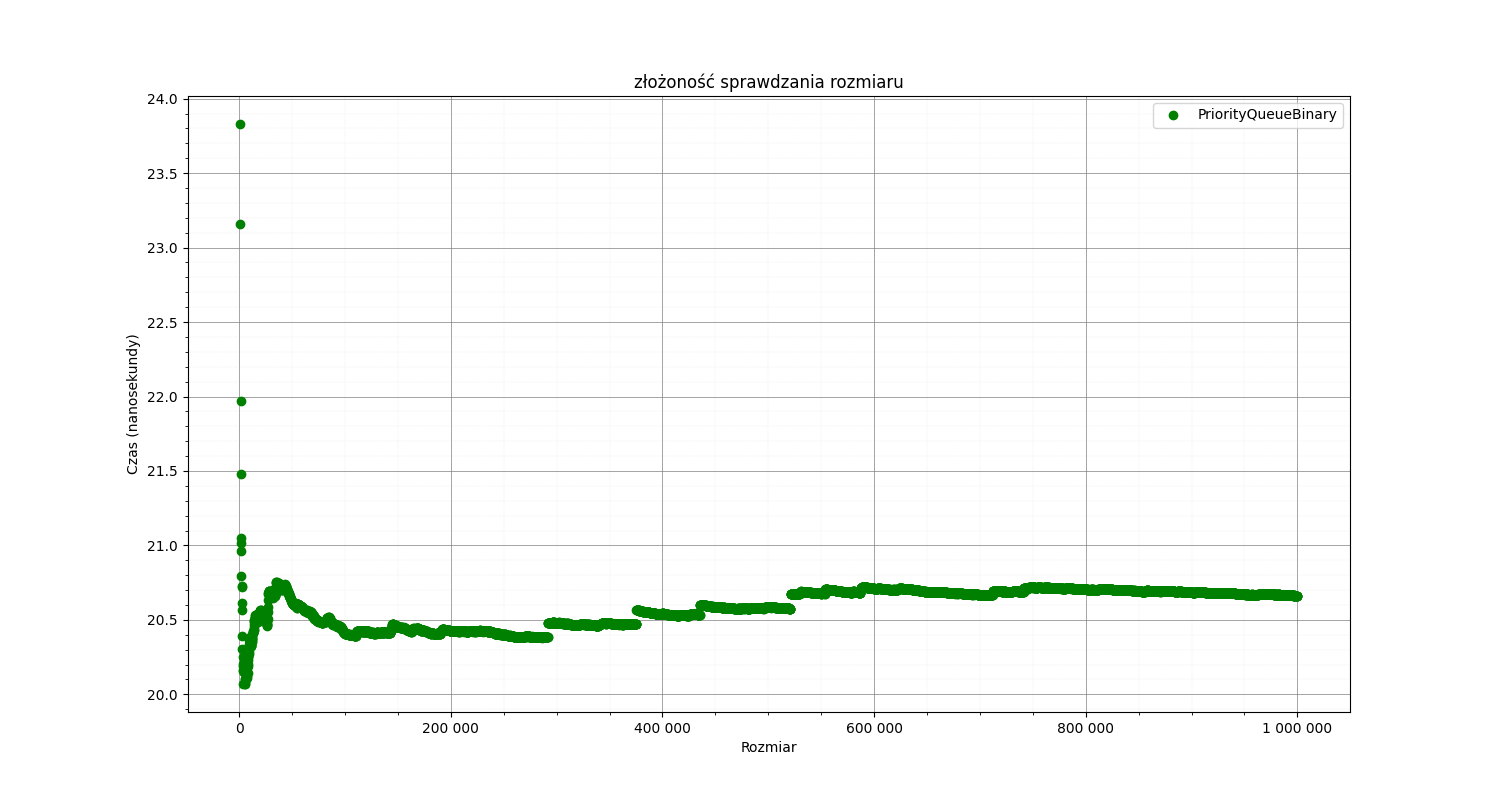 złożoność sprawdzania rozmiaru
PriorityQueueBinary
Czas (nanosekundy)
24.0
23.5
23.0
22.5
22.0
21.5
21.0
20.5
20.0
0
200 000
400 000
600 000
800 000
1 000 000
Rozmiar